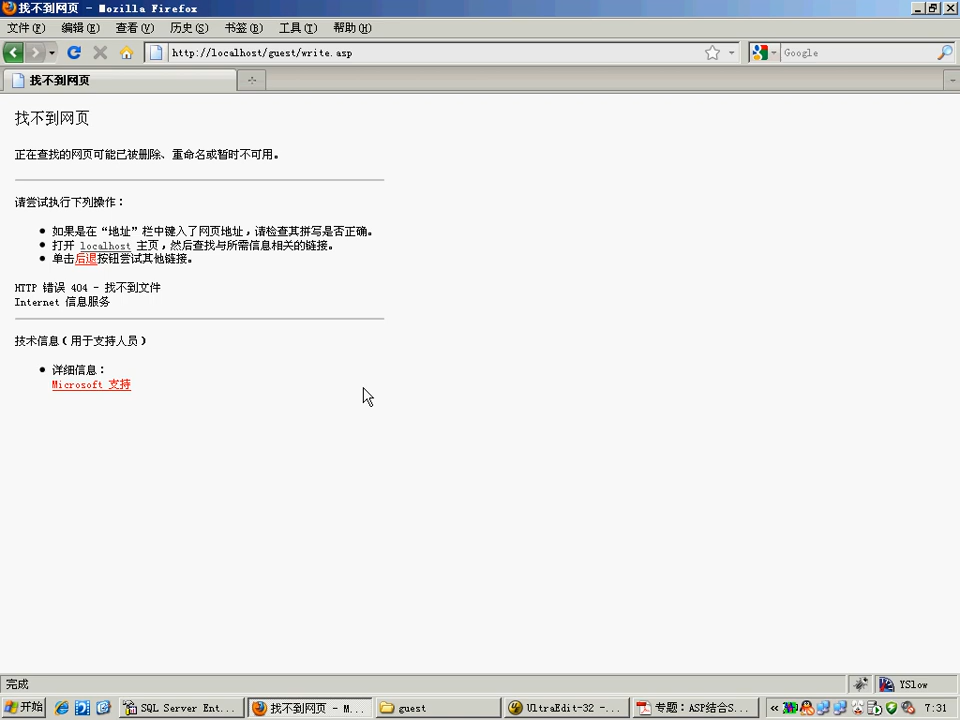 找不到网页 - Mozilla Firefox
文件(F) 编辑(E) 查看(V) 历史(S) 书签(B) 工具(T) 帮助(H)
http://localhost/guest/write.asp
Google
找不到网页
找不到网页
正在查找的网页可能已被删除、重命名或暂时不可用。
请尝试执行下列操作：
● 如果是在“地址”栏中键入了网页地址，请检查其拼写是否正确。
● 打开 localhost 主页，然后查找与所需信息相关的链接。
● 单击后退按钮尝试其他链接。
HTTP 错误 404 - 找不到文件
Internet 信息服务
技术信息（用于支持人员）
● 详细信息：
Microsoft 支持
完成
YSlow
开始
SQL Server Ent...
找不到网页 - M...
guest
UltraEdit-32 -...
专题：ASP结合S...
« 7:31